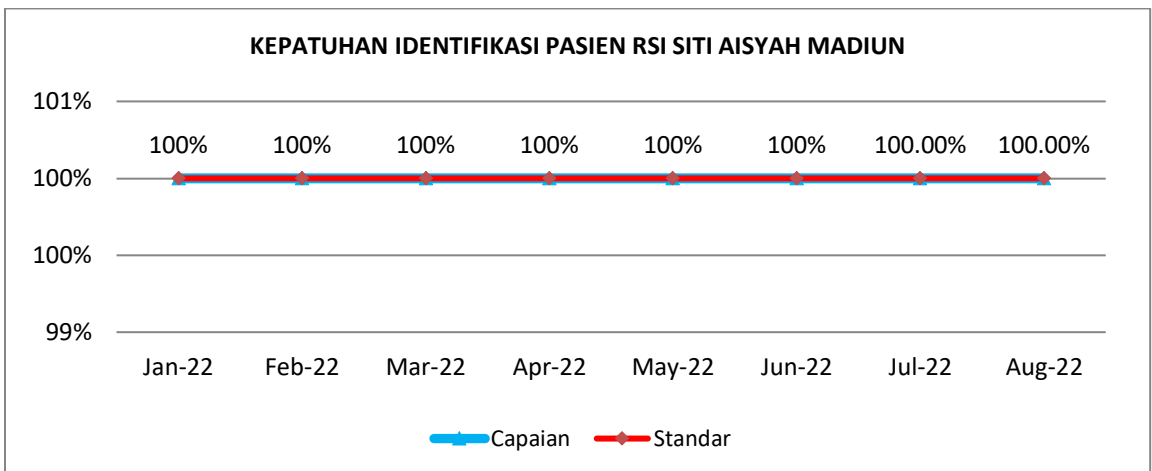 KEPATUHAN IDENTIFIKASI PASIEN RSI SITI AISYAH MADIUN
101%
100% 100% 100% 100% 100% 100% 100.00% 100.00%
100%
100%
99%
Jan-22 Feb-22 Mar-22 Apr-22 May-22 Jun-22 Jul-22 Aug-22
Capaian Standar